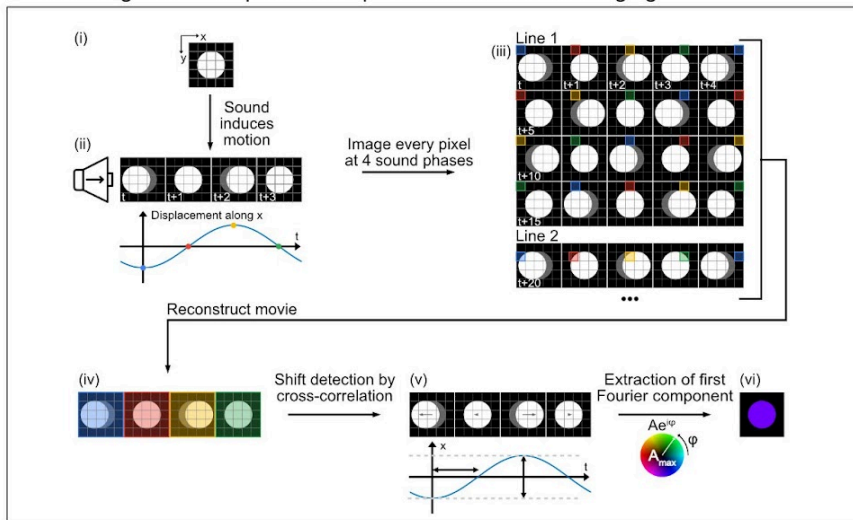 (i)
x
y
Sound
induces
motion
(ii)
t
t+1
t+2
t+3
Displacement along x
t
Image every pixel
at 4 sound phases
Line 1
(iii)
t
t+1
t+2
t+3
t+4
t+5
t+10
t+15
Line 2
t+20
•••
Reconstruct movie
(iv)
Shift detection by
cross-correlation
(v)
x
t
Extraction of first
Fourier component
Ae^iφ
A_max
φ
(vi)